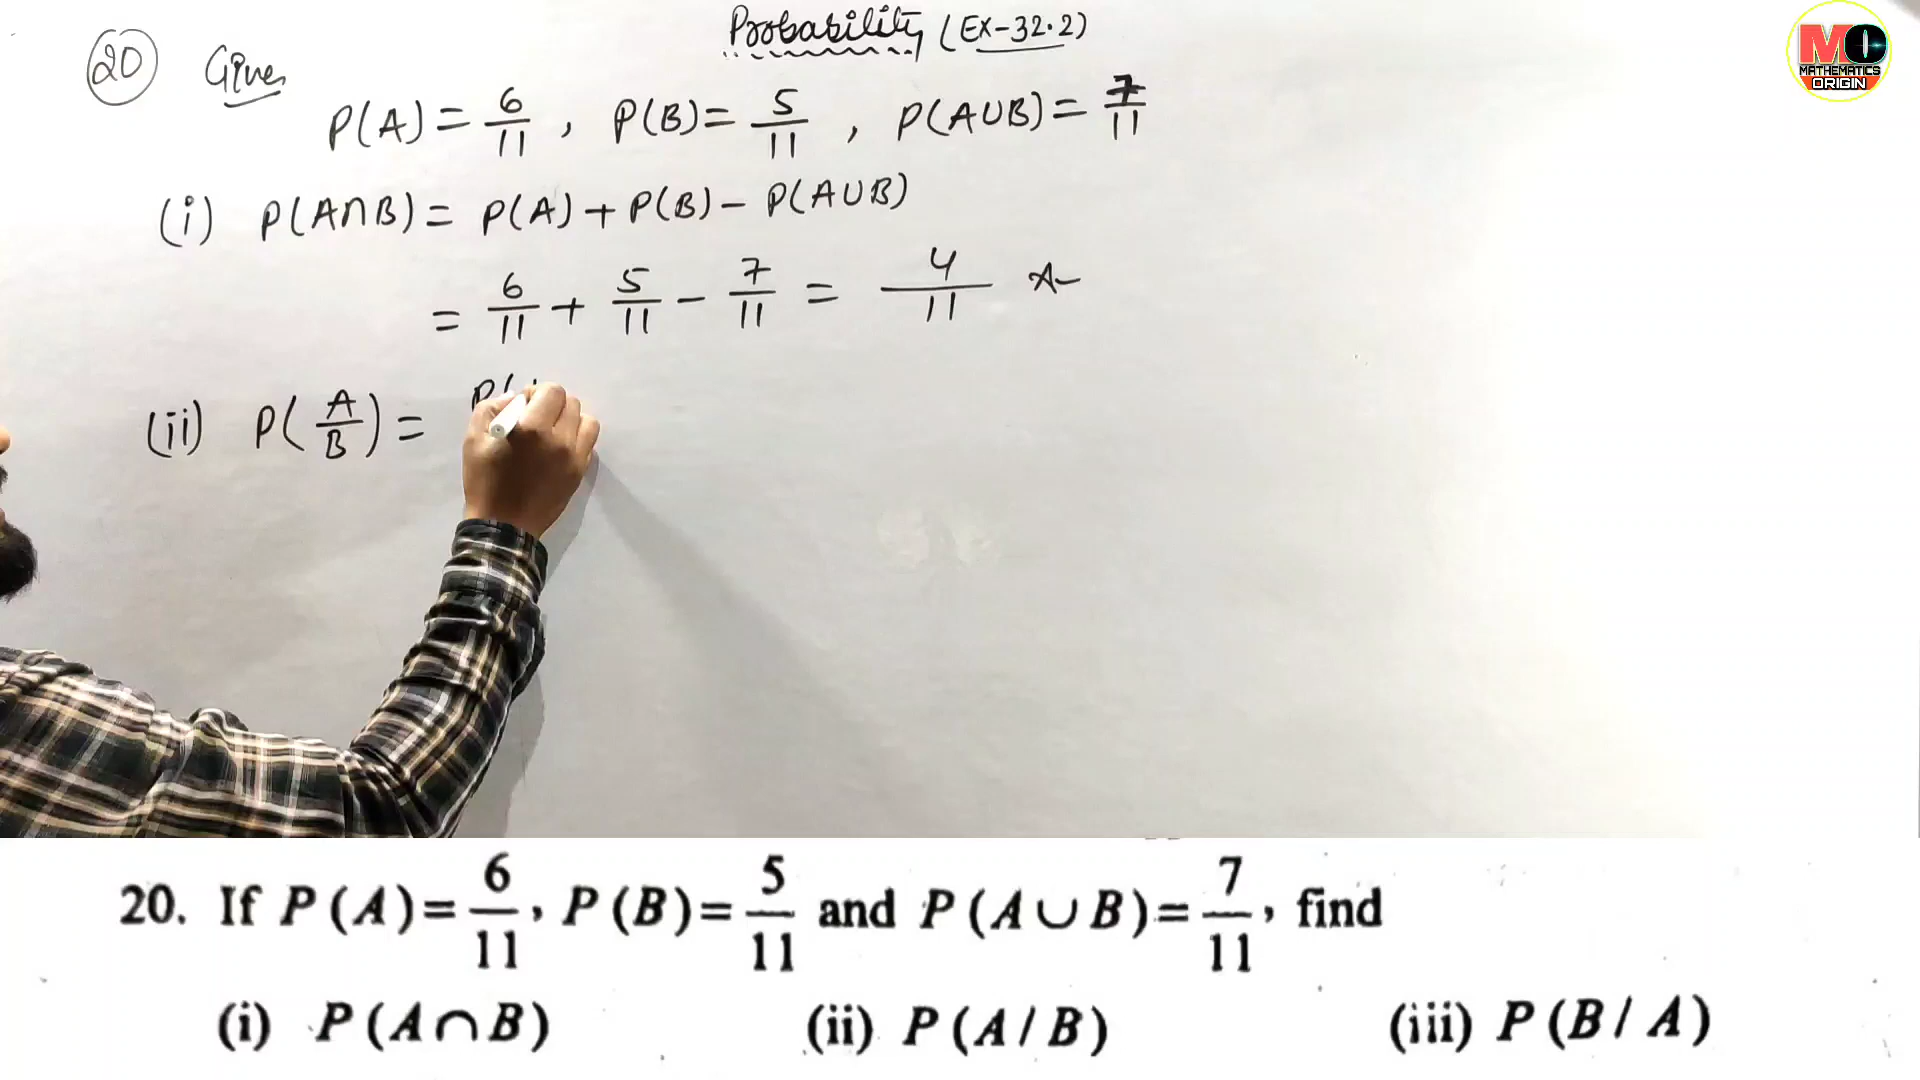 Probability (EX-32.2)
MO
MATHEMATICS
ORIGIN
(20) Given
P(A) = 6/11 , P(B) = 5/11 , P(A∪B) = 7/11
(i) P(A∩B) = P(A) + P(B) - P(A∪B)
= 6/11 + 5/11 - 7/11 = 4/11
(ii) P(A/B) = P(
20. If P(A) = 6/11, P(B) = 5/11 and P(A∪B) = 7/11, find
(i) P(A∩B) (ii) P(A/B) (iii) P(B/A)